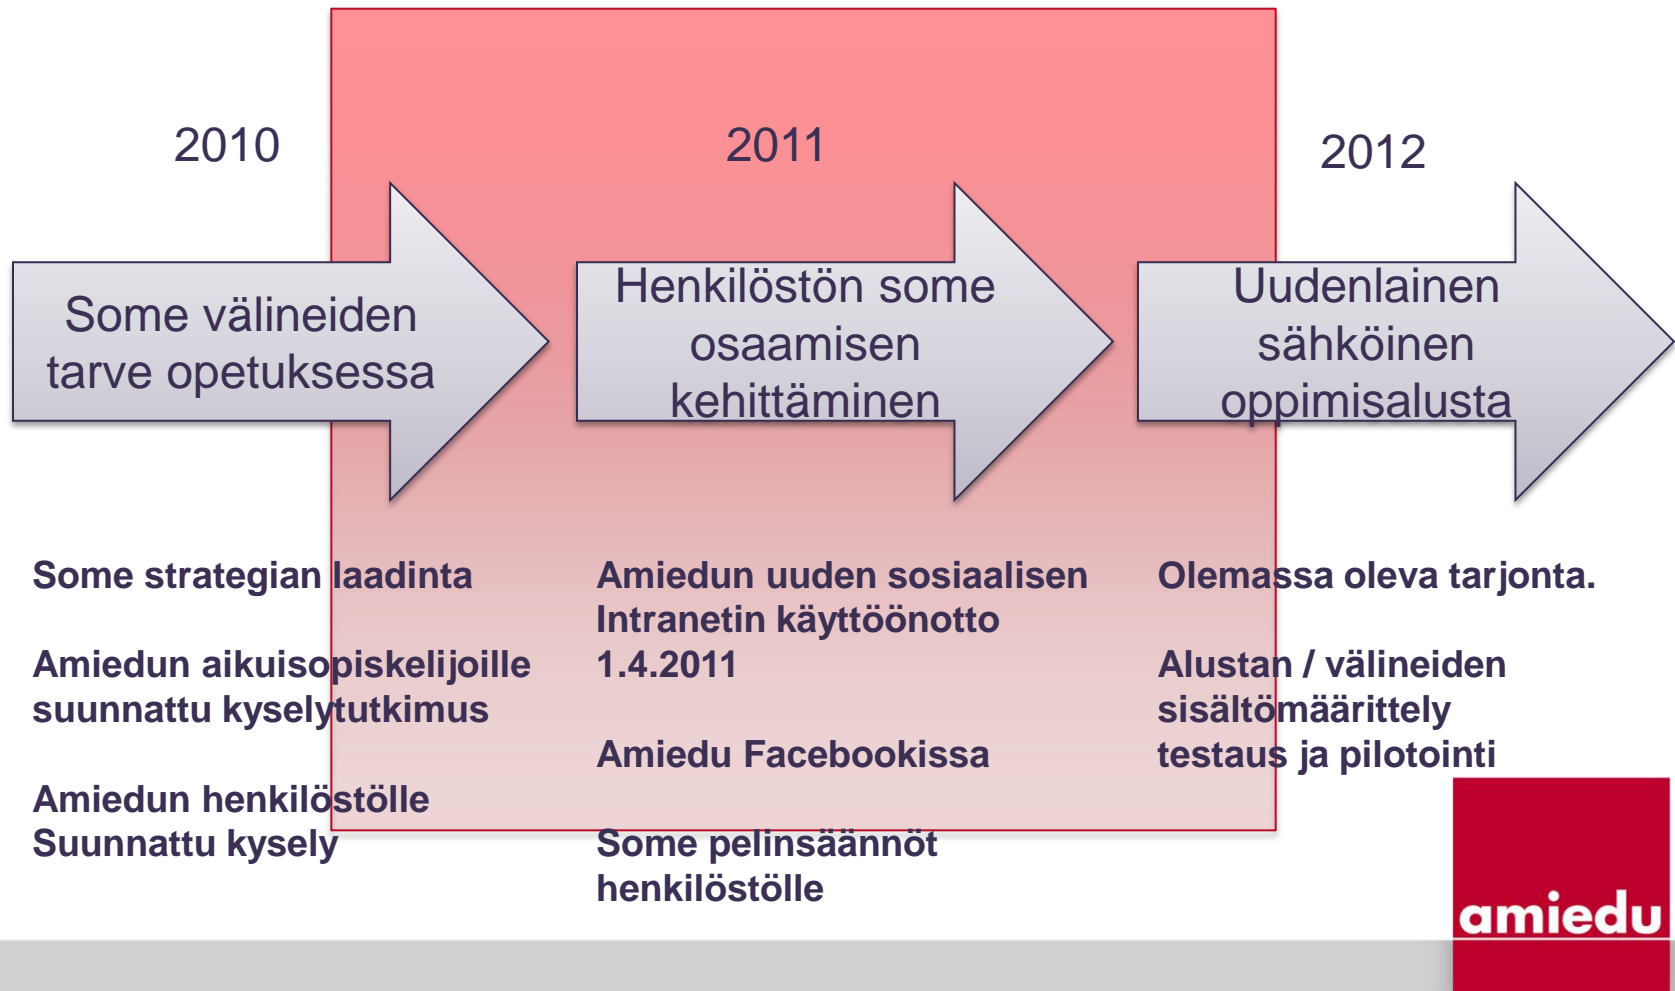 2010
Some välineiden
tarve opetuksessa
Some strategian laadinta
Amiedun aikuisopiskelijoille
suunnattu kyselytutkimus
Amiedun henkilöstölle
Suunnattu kysely
2011
Henkilöstön some
osaamisen
kehittäminen
Amiedun uuden sosiaalisen
Intranetin käyttöönotto
1.4.2011
Amiedu Facebookissa
Some pelinsäännöt
henkilöstölle
2012
Uudenlainen
sähköinen
oppimisalusta
Olemassa oleva tarjonta.
Alustan / välineiden
sisältömäärittely
testaus ja pilotointi
amiedu